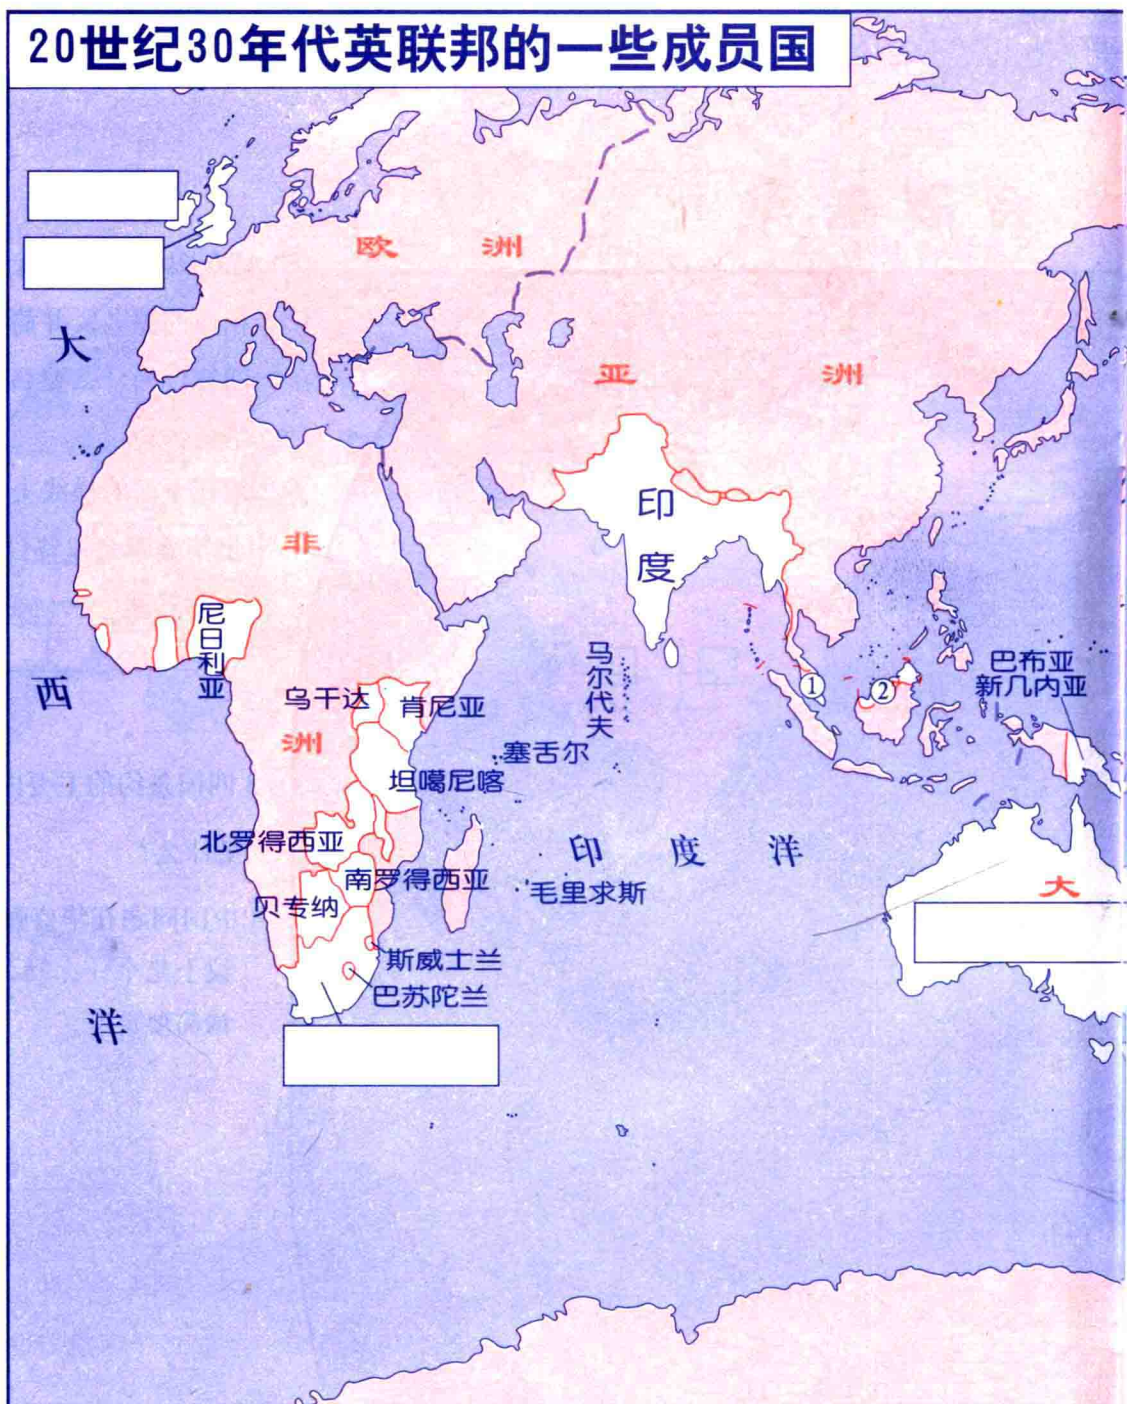 20世纪30年代英联邦的一些成员国
欧洲
大
亚洲
印
度
非
尼
日
利
亚
西
马
尔
代
夫
①
②
巴布亚
新几内亚
乌干达
肯尼亚
洲
塞舌尔
坦噶尼喀
北罗得西亚
印度洋
南罗得西亚
毛里求斯
大
贝专纳
斯威士兰
巴苏陀兰
洋